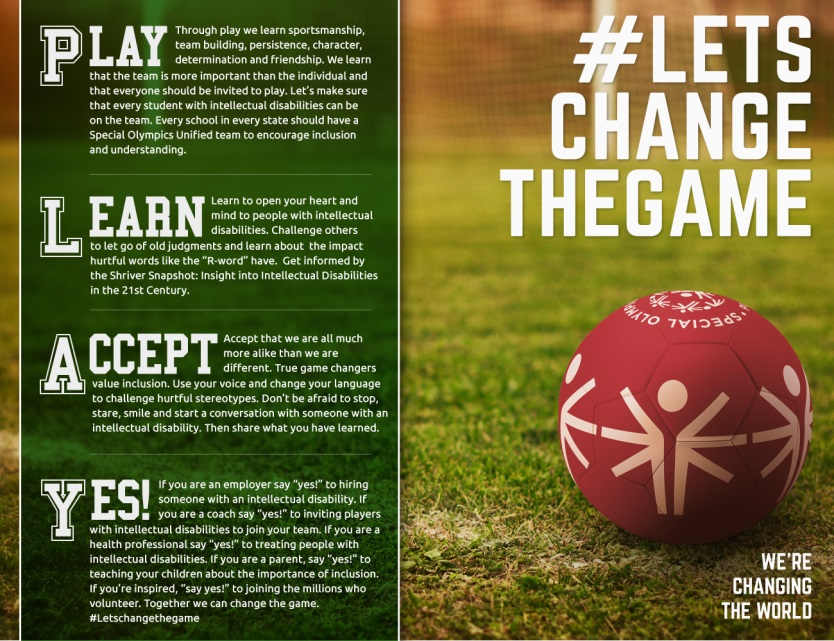 PLAY Through play we learn sportsmanship,
team building, persistence, character,
determination and friendship. We learn
that the team is more important than the individual and
that everyone should be invited to play. Let's make sure
that every student with intellectual disabilities can be
on the team. Every school in every state should have a
Special Olympics Unified team to encourage inclusion
and understanding.
LEARN Learn to open your heart and
mind to people with intellectual
disabilities. Challenge others
to let go of old judgments and learn about the impact
hurtful words like the “R-word” have. Get informed by
the Shriver Snapshot: Insight into Intellectual Disabilities
in the 21st Century.
ACCEPT Accept that we are all much
more alike than we are
different. True game changers
value inclusion. Use your voice and change your language
to challenge hurtful stereotypes. Don't be afraid to stop,
stare, smile and start a conversation with someone with an
intellectual disability. Then share what you have learned.
YES! If you are an employer say “yes!” to hiring
someone with an intellectual disability. If
you are a coach say “yes!” to inviting players
with intellectual disabilities to join your team. If you are a
health professional say “yes!” to treating people with
intellectual disabilities. If you are a parent, say “yes!” to
teaching your children about the importance of inclusion.
If you're inspired, “say yes!” to joining the millions who
volunteer. Together we can change the game.
#Letschangethegame
#LETS
CHANGE
THEGAME
SPECIAL
WE'RE
CHANGING
THE WORLD